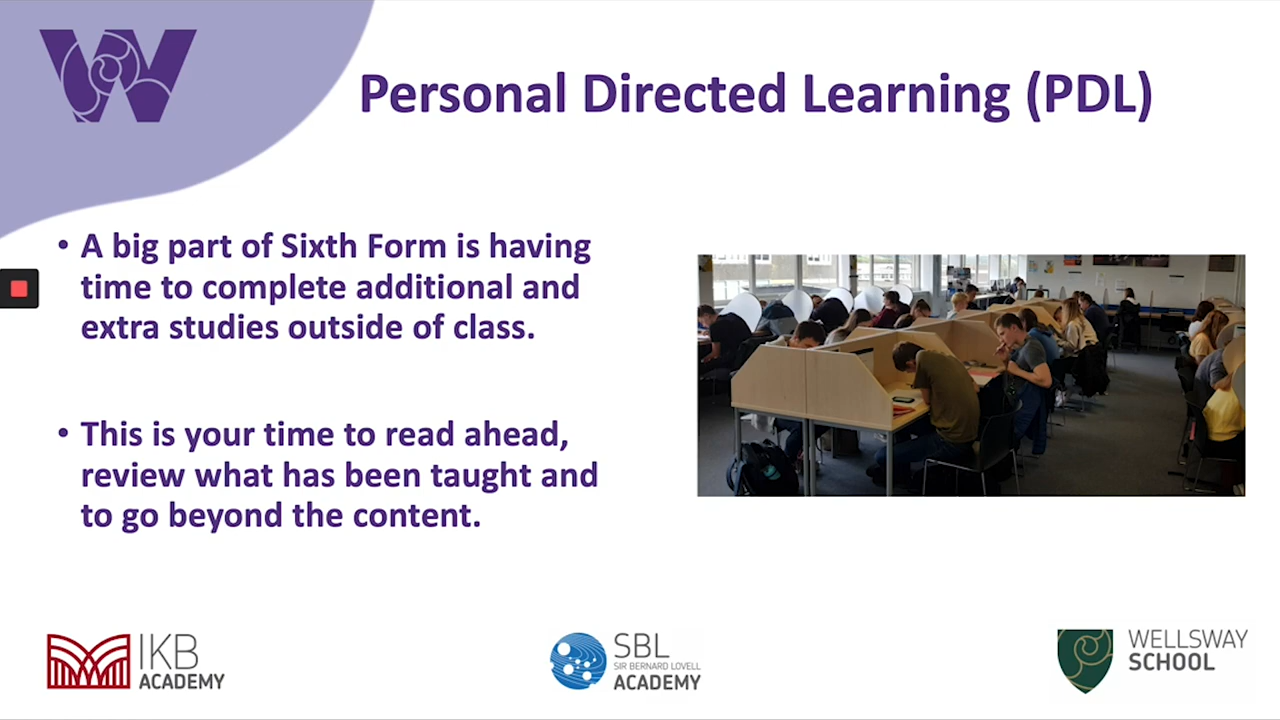 W
Personal Directed Learning (PDL)
• A big part of Sixth Form is having
time to complete additional and
extra studies outside of class.
• This is your time to read ahead,
review what has been taught and
to go beyond the content.
IKB
ACADEMY
SBL
SIR BERNARD LOVELL
ACADEMY
WELLSWAY
SCHOOL